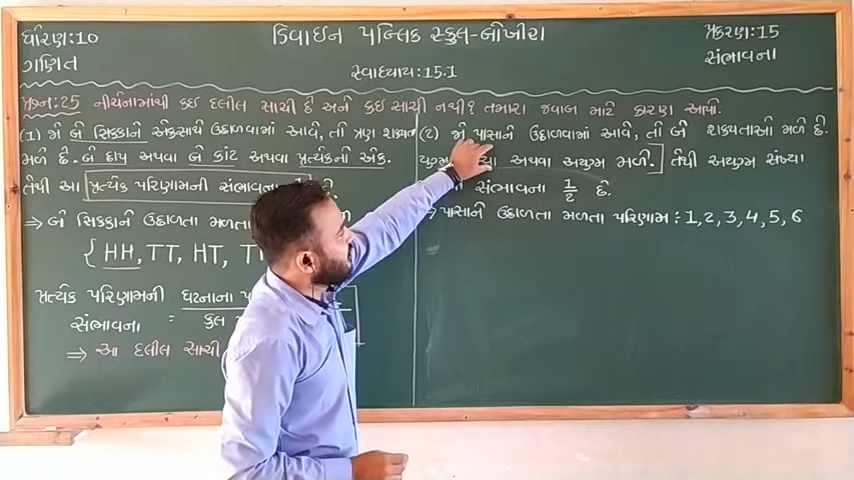 ધોરણ:10
ડિવાઈન પબ્લિક સ્કુલ-બોખીરા
પ્રકરણ:15
ગણિત
સંભાવના
સ્વાધ્યાય:15.1
પ્રશ્ન:25 નીચેનામાંથી કઈ દલીલ સાચી છે અને કઈ સાચી નથી? તમારા જવાબ માટે કારણ આપો.
(1) જો બે સિક્કાને એકસાથે ઉછાળવામાં આવે, તો ત્રણ શક્યતા
મળે છે. બે છાપ અથવા બે કાંટ અથવા પ્રત્યેકનો એક.
તેથી આ પ્રત્યેક પરિણામની સંભાવના
⇒ બે સિક્કાને ઉછાળતા મળતા
{HH, TT, HT, T
પ્રત્યેક પરિણામની ઘટનાના
સંભાવના = કુલ
⇒ આ દલીલ સાચી
(2) જો પાસાને ઉછાળવામાં આવે, તો બે શક્યતાઓ મળે છે.
યુગ્મ અથવા અયુગ્મ મળી.] તેથી અયુગ્મ સંખ્યા
સંભાવના 1/2 છે.
⇒ પાસાને ઉછાળતા મળતા પરિણામ : 1, 2, 3, 4, 5, 6